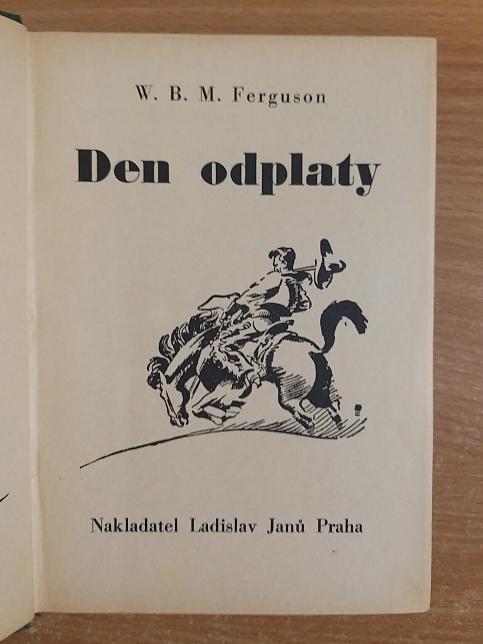 W. B. M. Ferguson
Den odplaty
Nakladatel Ladislav Janů Praha